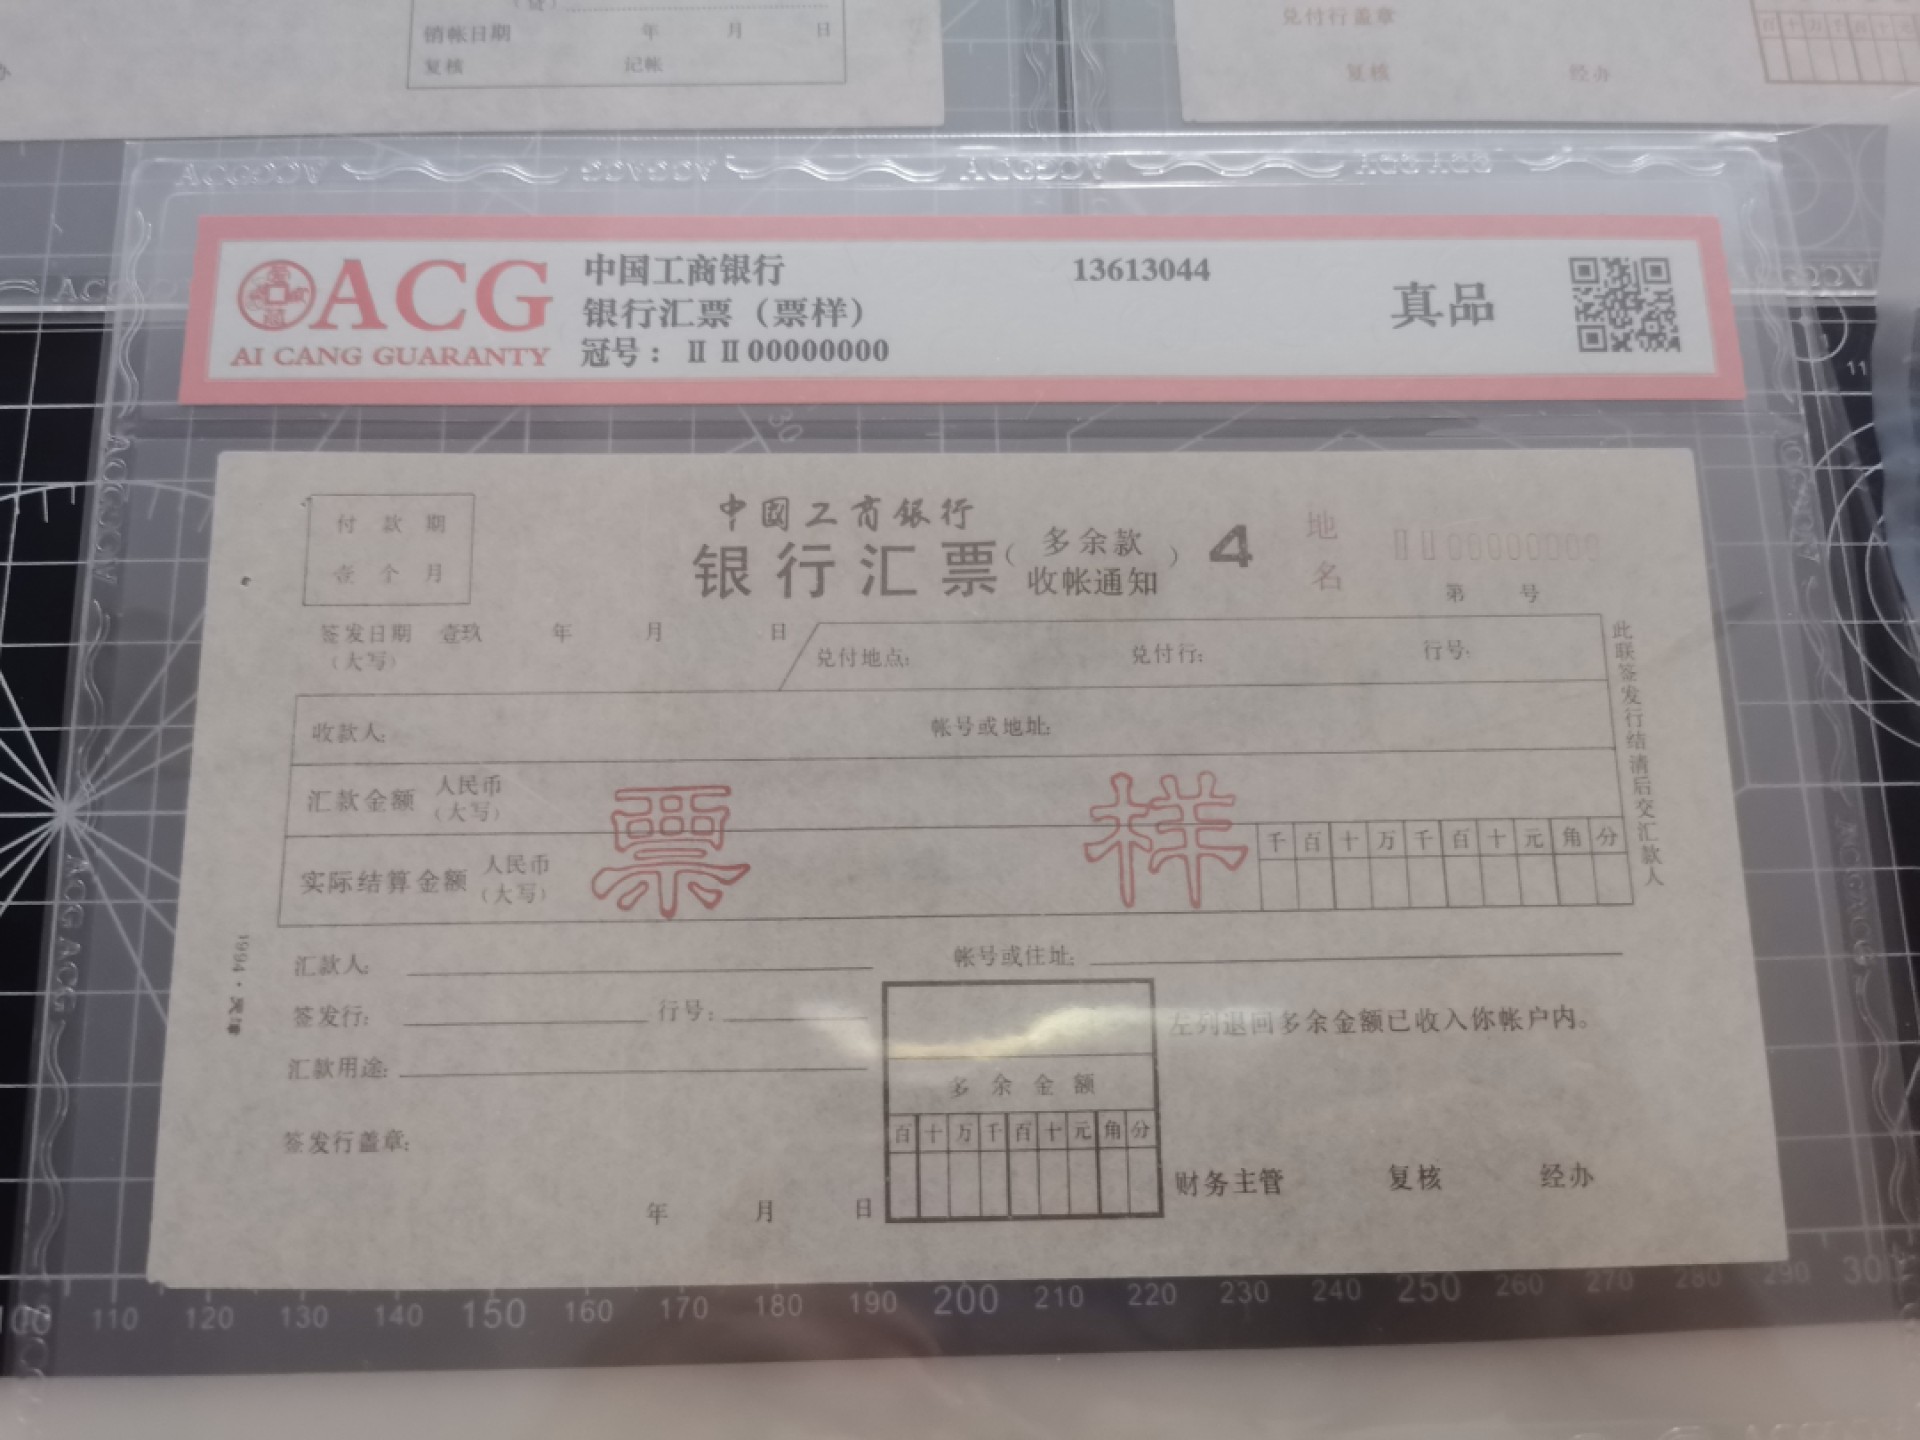 销帐日期 年 月 日
复核 记帐
兑付行盖章
复核 经办
百十万千百十元
ACG
AI CANG GUARANTY
中国工商银行 13613044
银行汇票（票样）
冠号：ⅡⅡ00000000
真品
付款期
壹个月
中國工商銀行
银行汇票（多余款收帐通知） 4
地名
ⅡⅡ00000000
第 号
签发日期 壹玖 年 月 日
（大写）
兑付地点: 兑付行: 行号:
收款人: 帐号或地址:
汇款金额 人民币（大写）
票样
实际结算金额 人民币（大写）
千百十万千百十元角分
此联签发行结清后交汇款人
汇款人: 帐号或住址:
签发行: 行号:
汇款用途:
签发行盖章:
年 月 日
多余金额
百十万千百十元角分
左列退回多余金额已收入你帐户内。
财务主管 复核 经办
1994
100 110 120 130 140 150 160 170 180 190 200 210 220 230 240 250 260 270 280 290 300